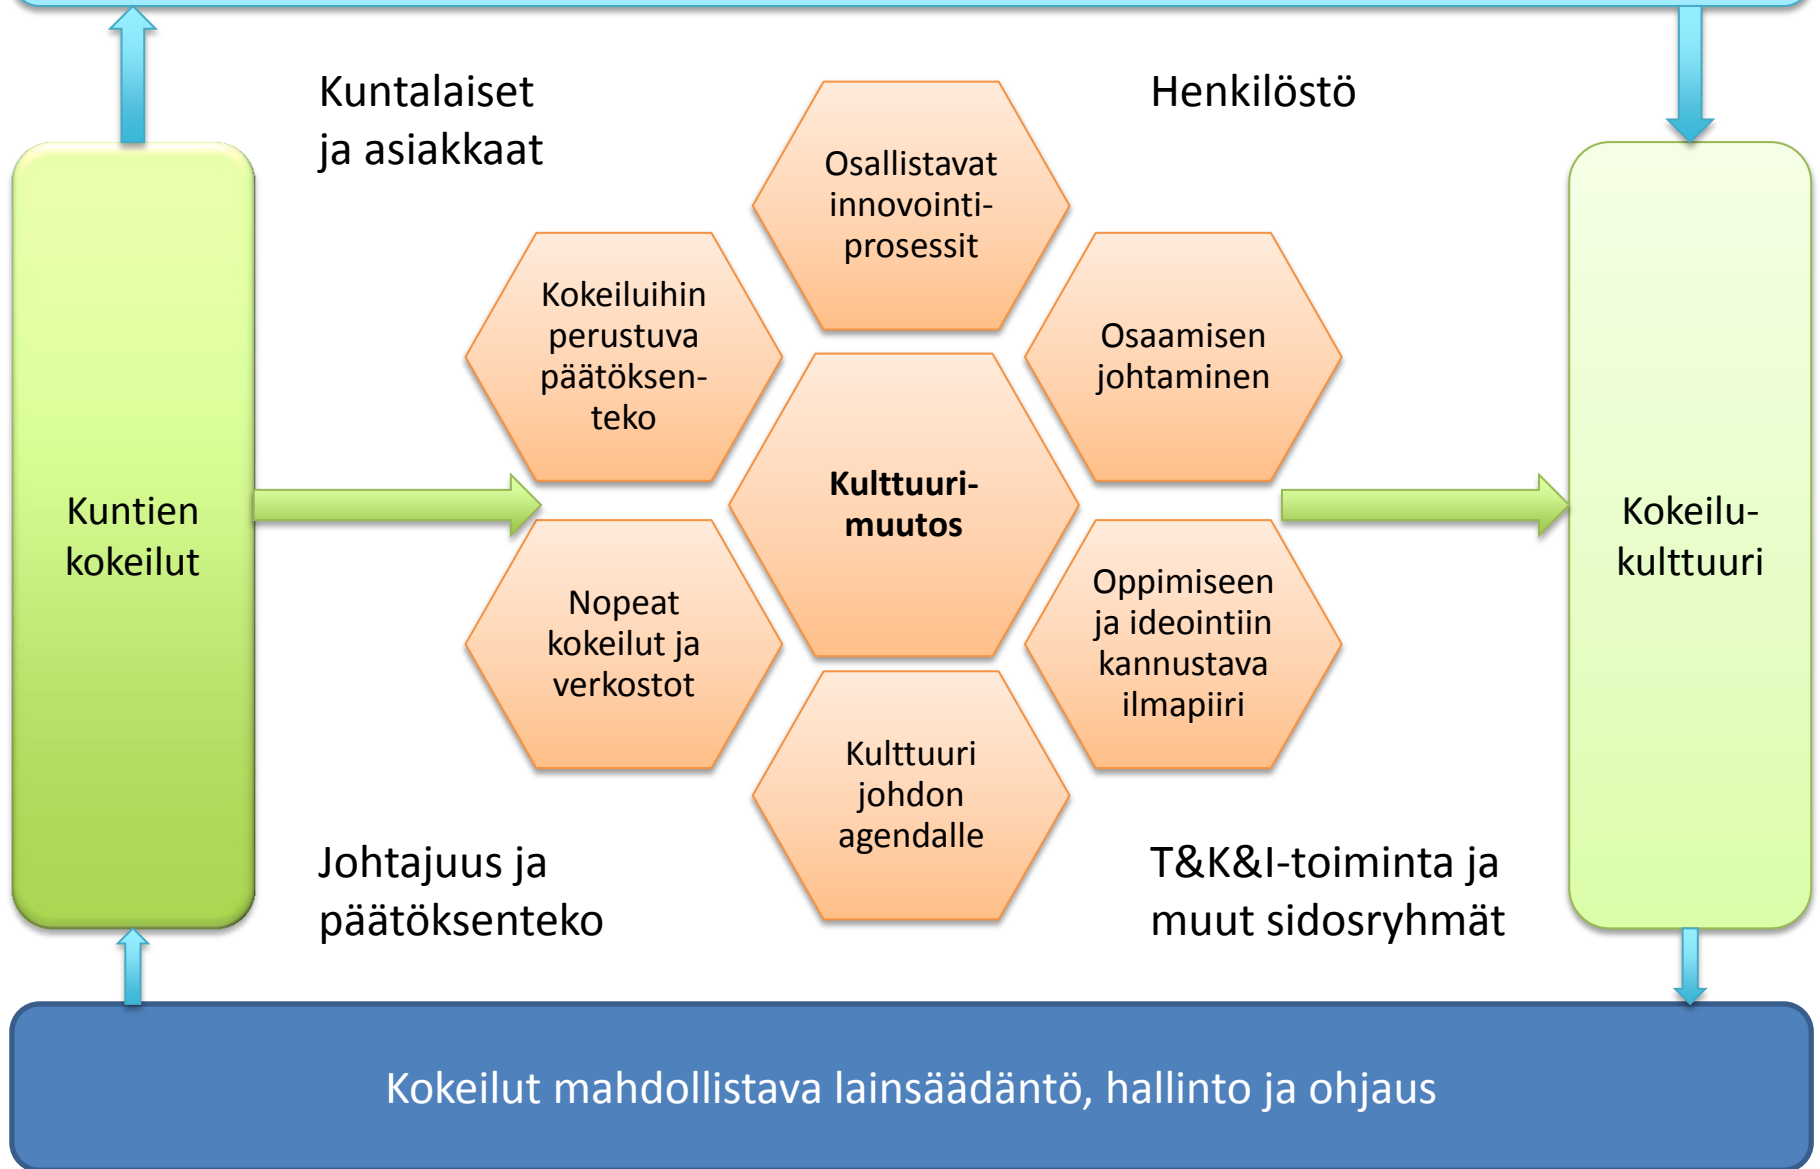 Kuntalaiset
ja asiakkaat
Henkilöstö
Osallistavat
innovointi-
prosessit
Kokeiluihin
perustuva
päätöksen-
teko
Osaamisen
johtaminen
Kuntien
kokeilut
Kulttuuri-
muutos
Kokeilu-
kulttuuri
Nopeat
kokeilut ja
verkostot
Oppimiseen
ja ideointiin
kannustava
ilmapiiri
Kulttuuri
johdon
agendalle
Johtajuus ja
päätöksenteko
T&K&I-toiminta ja
muut sidosryhmät
Kokeilut mahdollistava lainsäädäntö, hallinto ja ohjaus